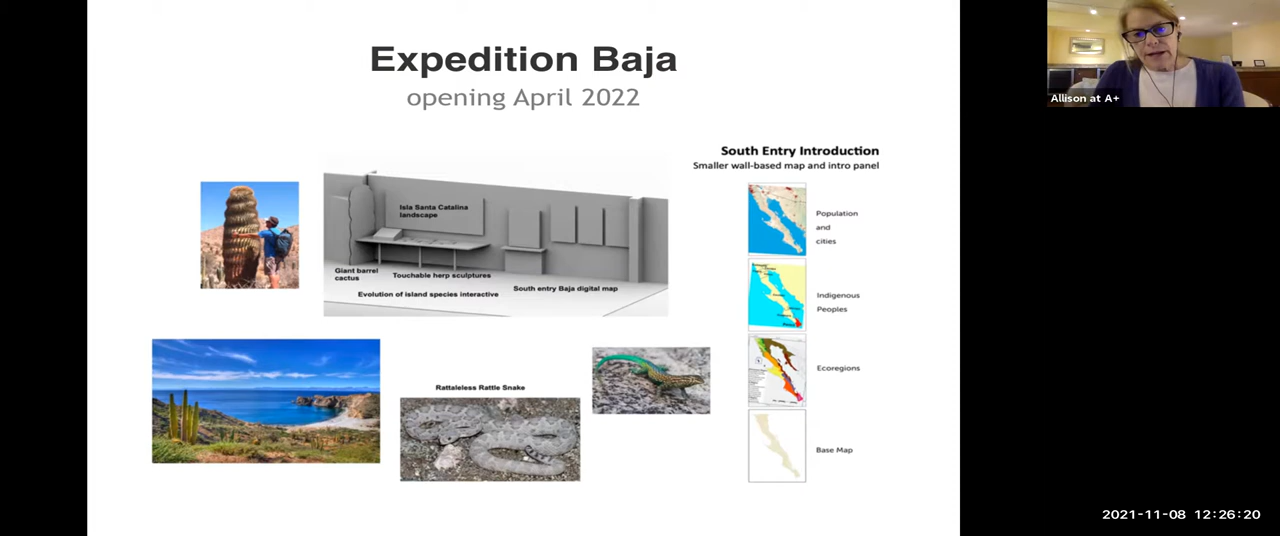 Expedition Baja
opening April 2022
South Entry Introduction
Smaller wall-based map and intro panel
Isla Santa Catalina
landscape
Giant barrel
cactus
Touchable herp sculptures
Evolution of island species interactive
South entry Baja digital map
Population
and
cities
Indigenous
Peoples
Ecoregions
Base Map
Rattaleless Rattle Snake
Allison at A+
2021-11-08 12:26:20